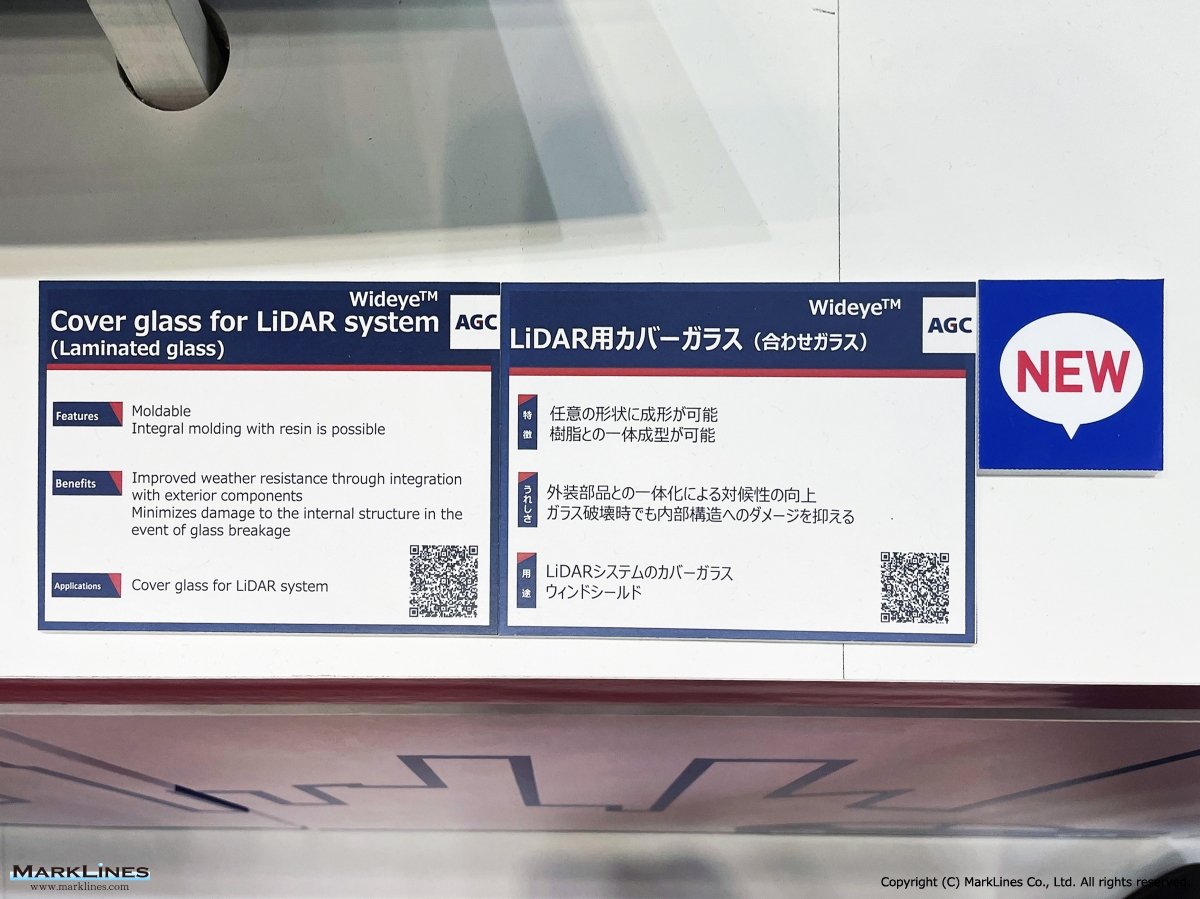 Wideye™
Cover glass for LiDAR system
(Laminated glass)
AGC
Features
Moldable
Integral molding with resin is possible
Benefits
Improved weather resistance through integration
with exterior components
Minimizes damage to the internal structure in the
event of glass breakage
Applications
Cover glass for LiDAR system
Wideye™
LiDAR用カバーガラス（合わせガラス）
AGC
特徴
任意の形状に成形が可能
樹脂との一体成型が可能
うれしさ
外装部品との一体化による対候性の向上
ガラス破壊時でも内部構造へのダメージを抑える
用途
LiDARシステムのカバーガラス
ウィンドシールド
NEW
MARKLINES
www.marklines.com
Copyright (C) MarkLines Co., Ltd. All rights reserved.